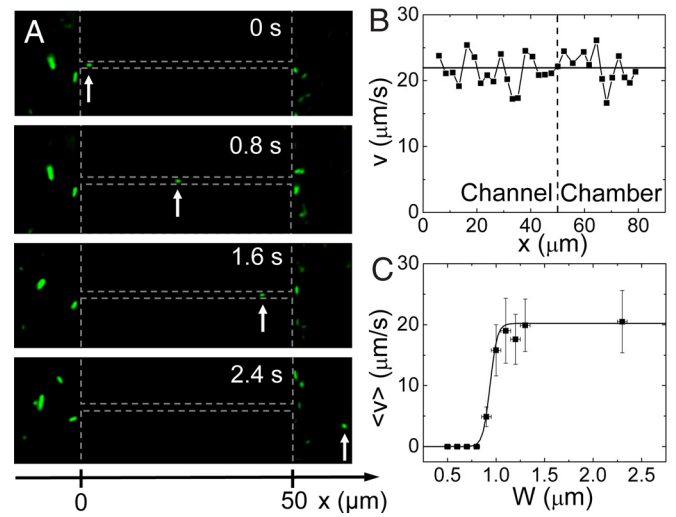 A
0 s
0.8 s
1.6 s
2.4 s
0
50
x (μm)
B
v (μm/s)
30
20
10
0
Channel
Chamber
0
20
40
60
80
x (μm)
C
<v> (μm/s)
30
20
10
0
0.5
1.0
1.5
2.0
2.5
W (μm)